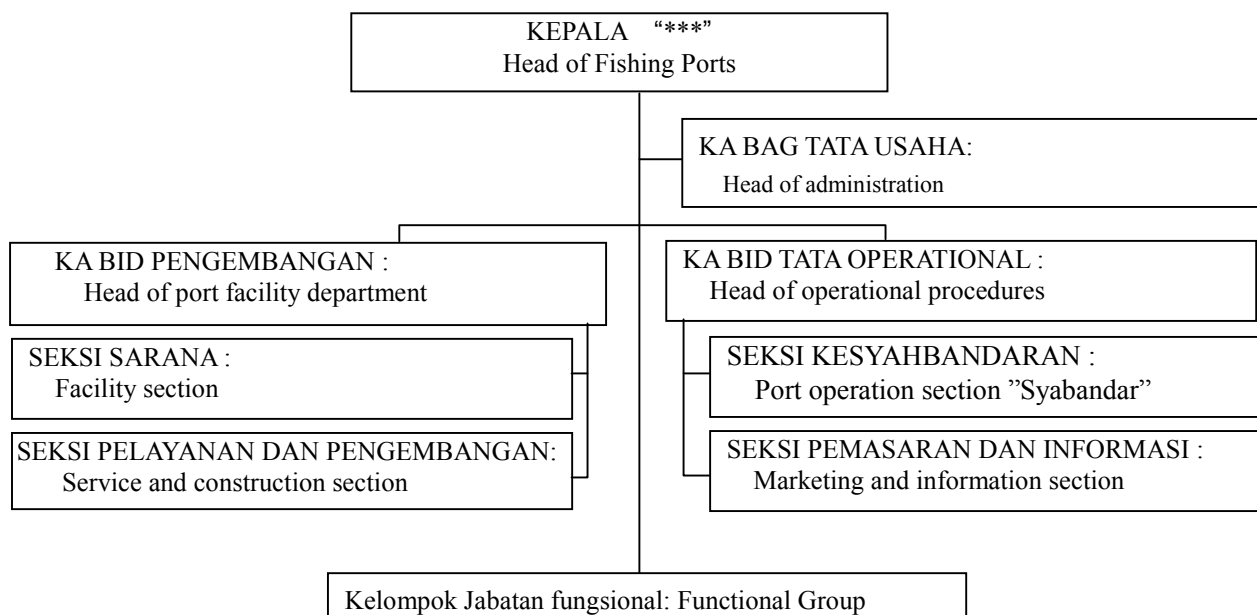 KEPALA “***”
Head of Fishing Ports
KA BAG TATA USAHA:
Head of administration
KA BID PENGEMBANGAN :
Head of port facility department
KA BID TATA OPERATIONAL :
Head of operational procedures
SEKSI SARANA :
Facility section
SEKSI KESYAHBANDARAN :
Port operation section ”Syabandar”
SEKSI PELAYANAN DAN PENGEMBANGAN:
Service and construction section
SEKSI PEMASARAN DAN INFORMASI :
Marketing and information section
Kelompok Jabatan fungsional: Functional Group